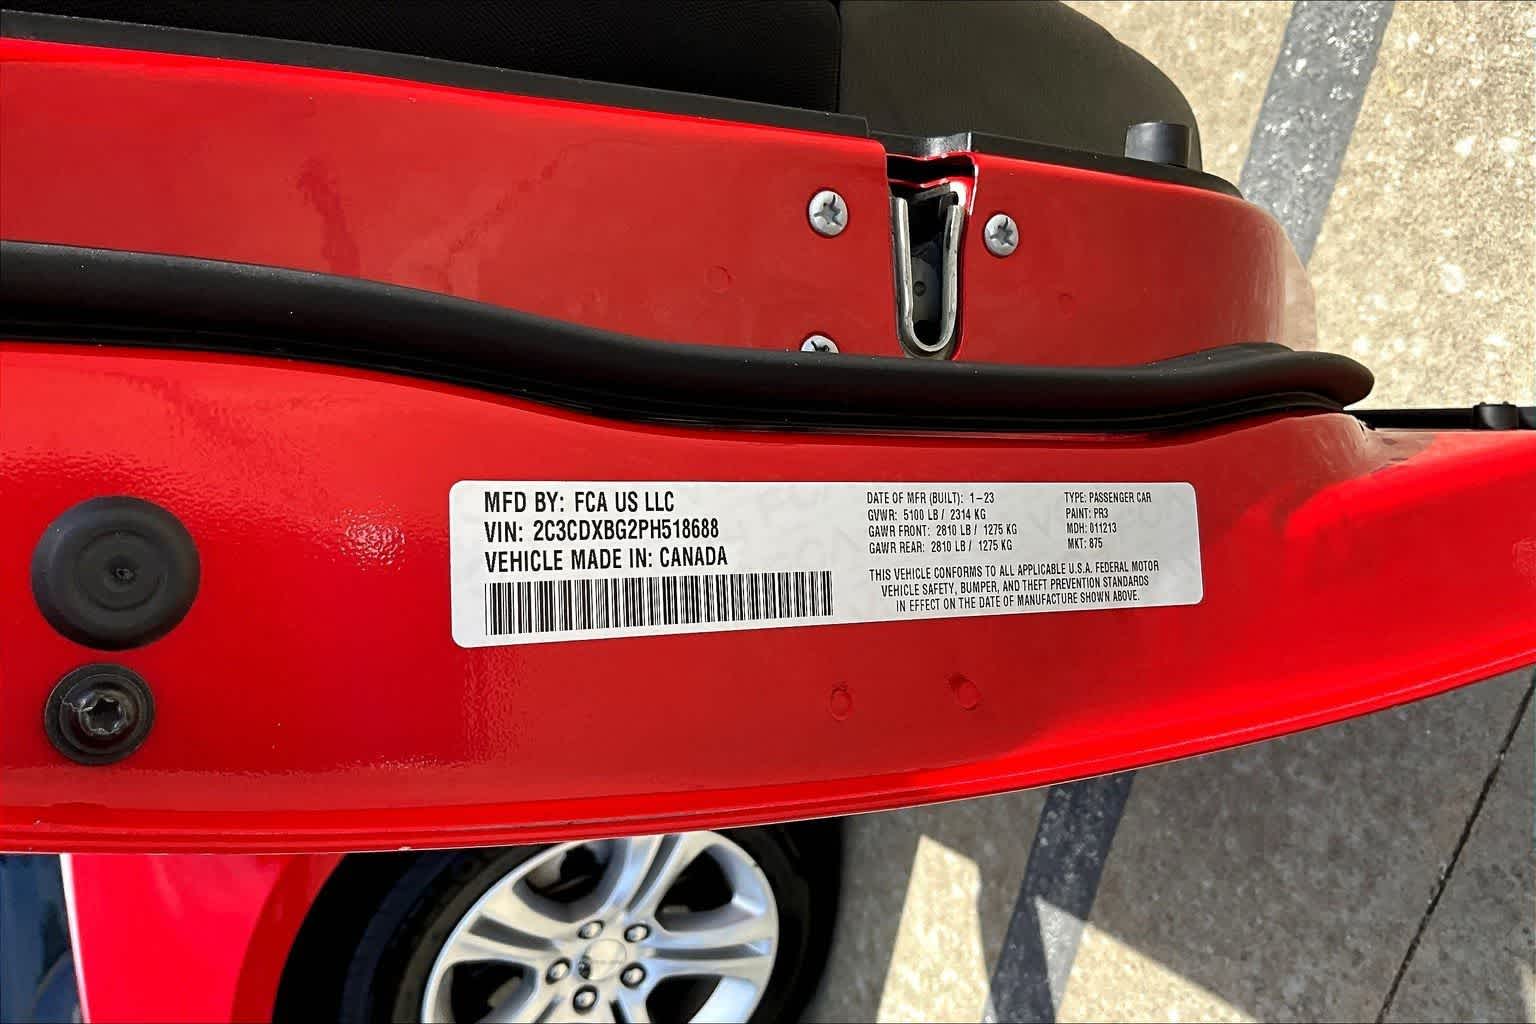 MFD BY: FCA US LLC
VIN: 2C3CDXBG2PH518688
VEHICLE MADE IN: CANADA
DATE OF MFR (BUILT): 1-23
GVWR: 5100 LB / 2314 KG
GAWR FRONT: 2810 LB / 1275 KG
GAWR REAR: 2810 LB / 1275 KG
TYPE: PASSENGER CAR
PAINT: PR3
MDH: 011213
MKT: 875
THIS VEHICLE CONFORMS TO ALL APPLICABLE U.S.A. FEDERAL MOTOR
VEHICLE SAFETY, BUMPER, AND THEFT PREVENTION STANDARDS
IN EFFECT ON THE DATE OF MANUFACTURE SHOWN ABOVE.